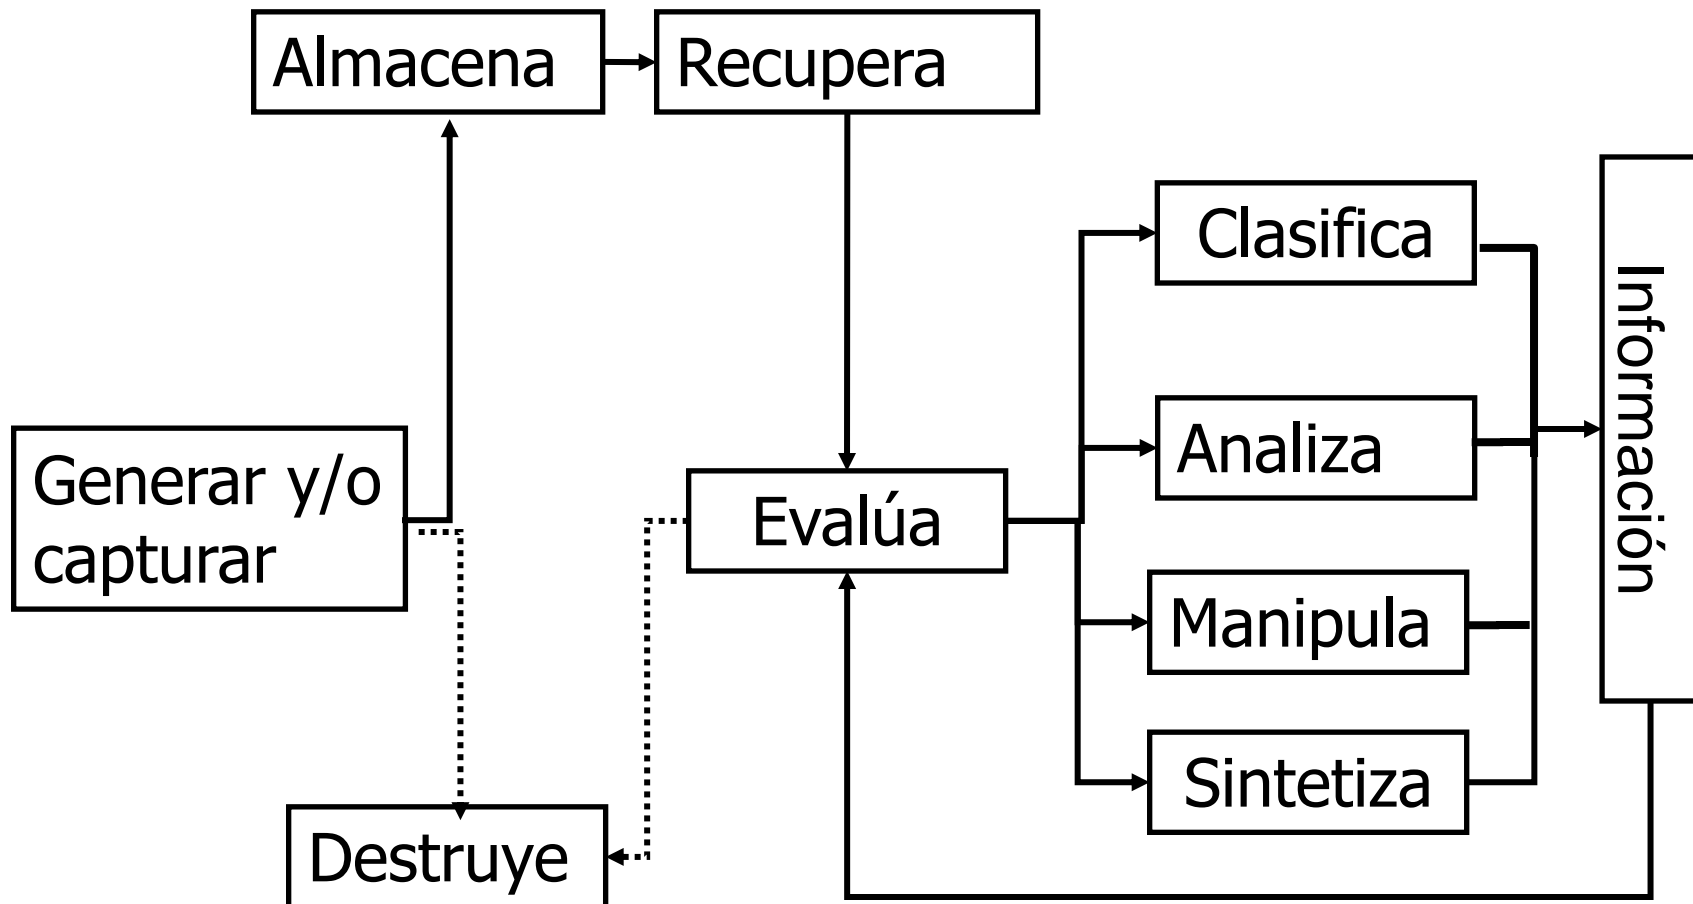 Almacena
Recupera
Clasifica
Información
Analiza
Generar y/o
capturar
Evalúa
Manipula
Sintetiza
Destruye